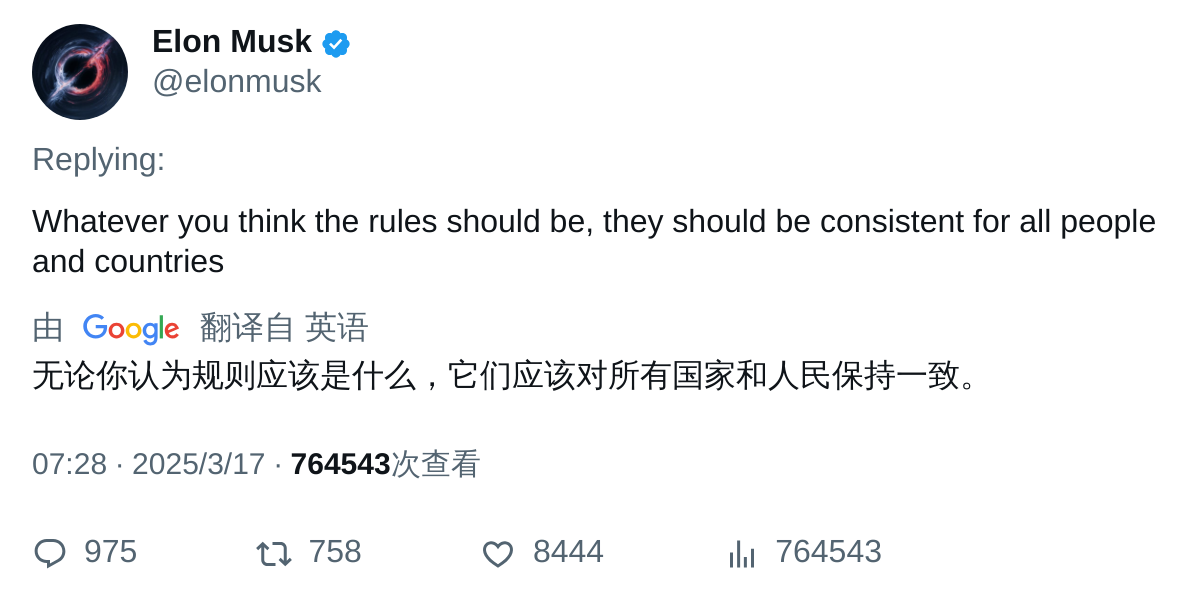 Elon Musk
@elonmusk
Replying:
Whatever you think the rules should be, they should be consistent for all people
and countries
由 Google 翻译自 英语
无论你认为规则应该是什么，它们应该对所有国家和人民保持一致。
07:28 · 2025/3/17 · 764543次查看
975 758 8444 764543